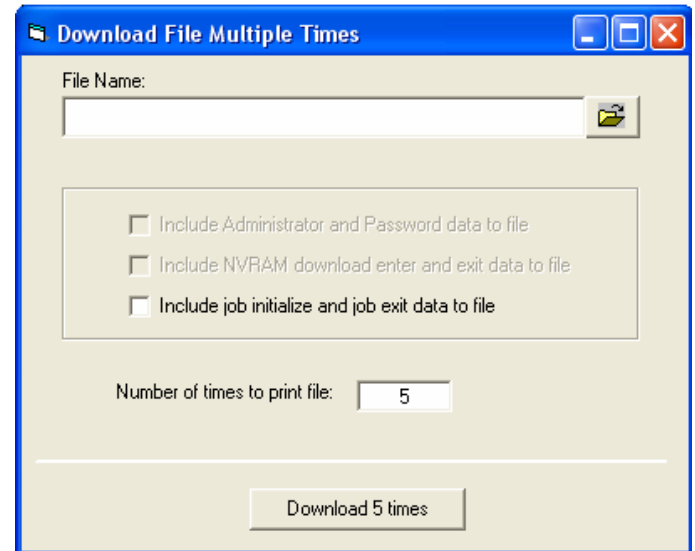 Download File Multiple Times
File Name:
Include Administrator and Password data to file
Include NVRAM download enter and exit data to file
Include job initialize and job exit data to file
Number of times to print file: 5
Download 5 times